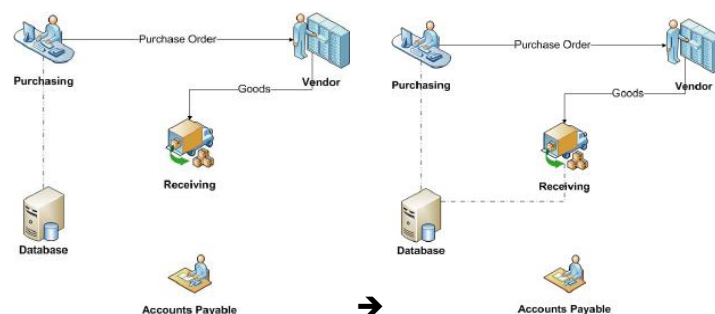 Purchase Order
Purchasing
Vendor
Goods
Receiving
Database
Accounts Payable
Purchase Order
Purchasing
Vendor
Goods
Receiving
Database
Accounts Payable